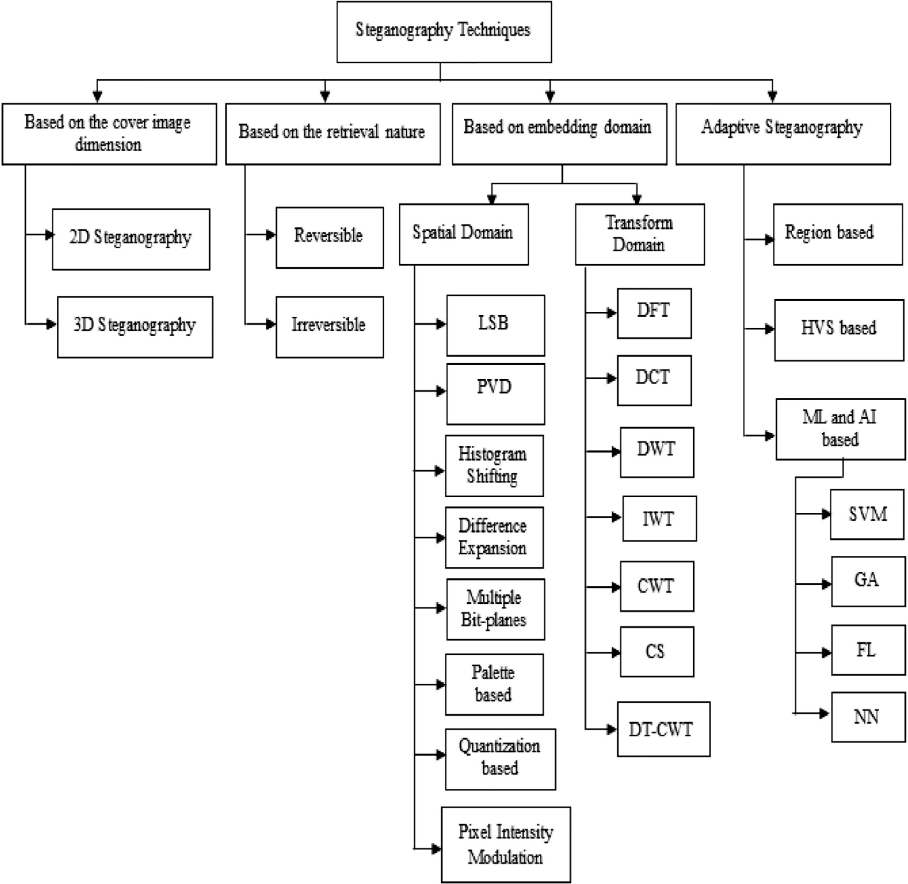 Steganography Techniques
Based on the cover image
dimension
Based on the retrieval nature
Based on embedding domain
Adaptive Steganography
2D Steganography
3D Steganography
Reversible
Irreversible
Spatial Domain
LSB
PVD
Histogram
Shifting
Difference
Expansion
Multiple
Bit-planes
Palette
based
Quantization
based
Pixel Intensity
Modulation
Transform
Domain
DFT
DCT
DWT
IWT
CWT
CS
DT-CWT
Region based
HVS based
ML and AI
based
SVM
GA
FL
NN